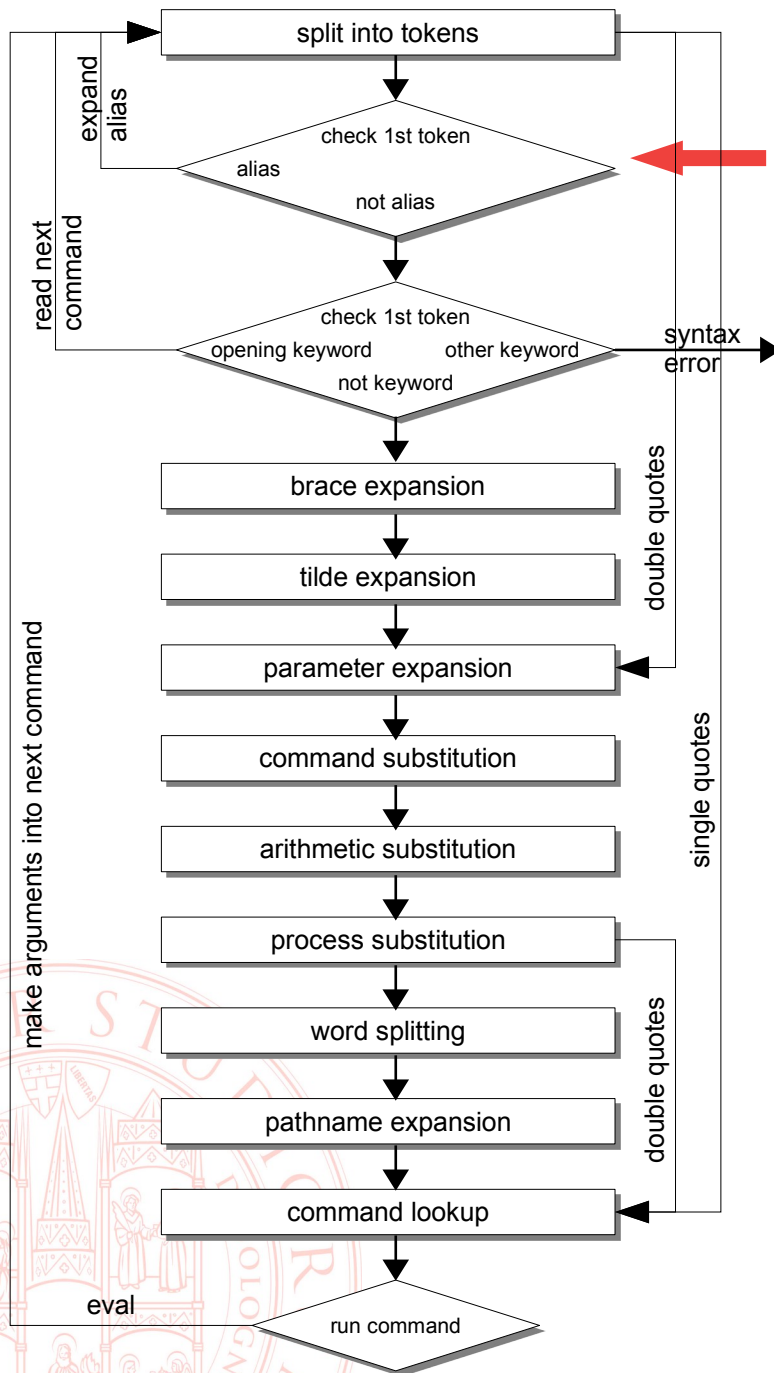 split into tokens
expand
alias
check 1st token
alias
not alias
read next
command
check 1st token
opening keyword other keyword
not keyword
syntax
error
brace expansion
tilde expansion
double quotes
parameter expansion
command substitution
single quotes
arithmetic substitution
make arguments into next command
process substitution
word splitting
double quotes
pathname expansion
command lookup
eval
run command
R STUDIOR
LIBERTAS
OLOGN